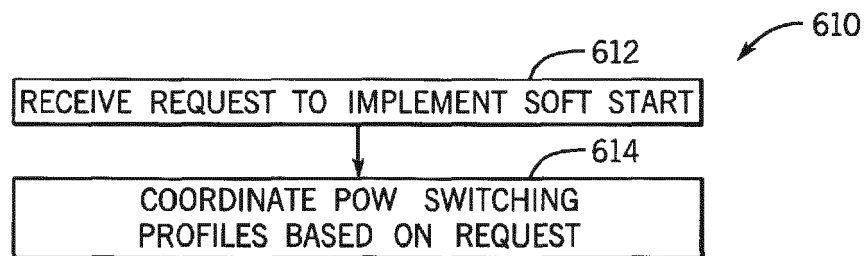 610
612
RECEIVE REQUEST TO IMPLEMENT SOFT START
614
COORDINATE POW SWITCHING
PROFILES BASED ON REQUEST